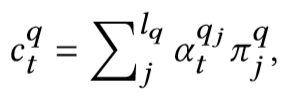 $c_t^q = \sum_j^{l_q} \alpha_t^{q_j} \pi_j^q,$